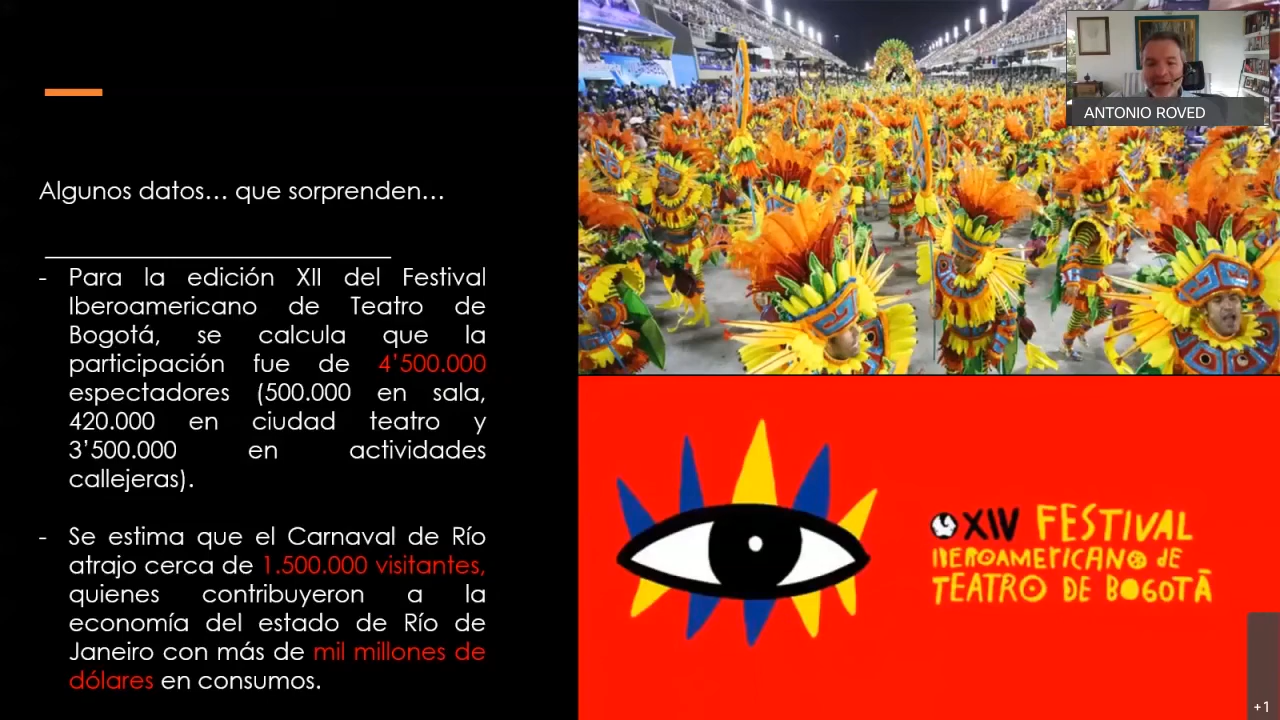 Algunos datos... que sorprenden...
- Para la edición XII del Festival
Iberoamericano de Teatro de
Bogotá, se calcula que la
participación fue de 4’500.000
espectadores (500.000 en sala,
420.000 en ciudad teatro y
3’500.000 en actividades
callejeras).
- Se estima que el Carnaval de Río
atrajo cerca de 1.500.000 visitantes,
quienes contribuyeron a la
economía del estado de Río de
Janeiro con más de mil millones de
dólares en consumos.
ANTONIO ROVED
XIV FESTIVAL
IBEROAMERICANO DE
TEATRO DE BOGOTÁ
+1